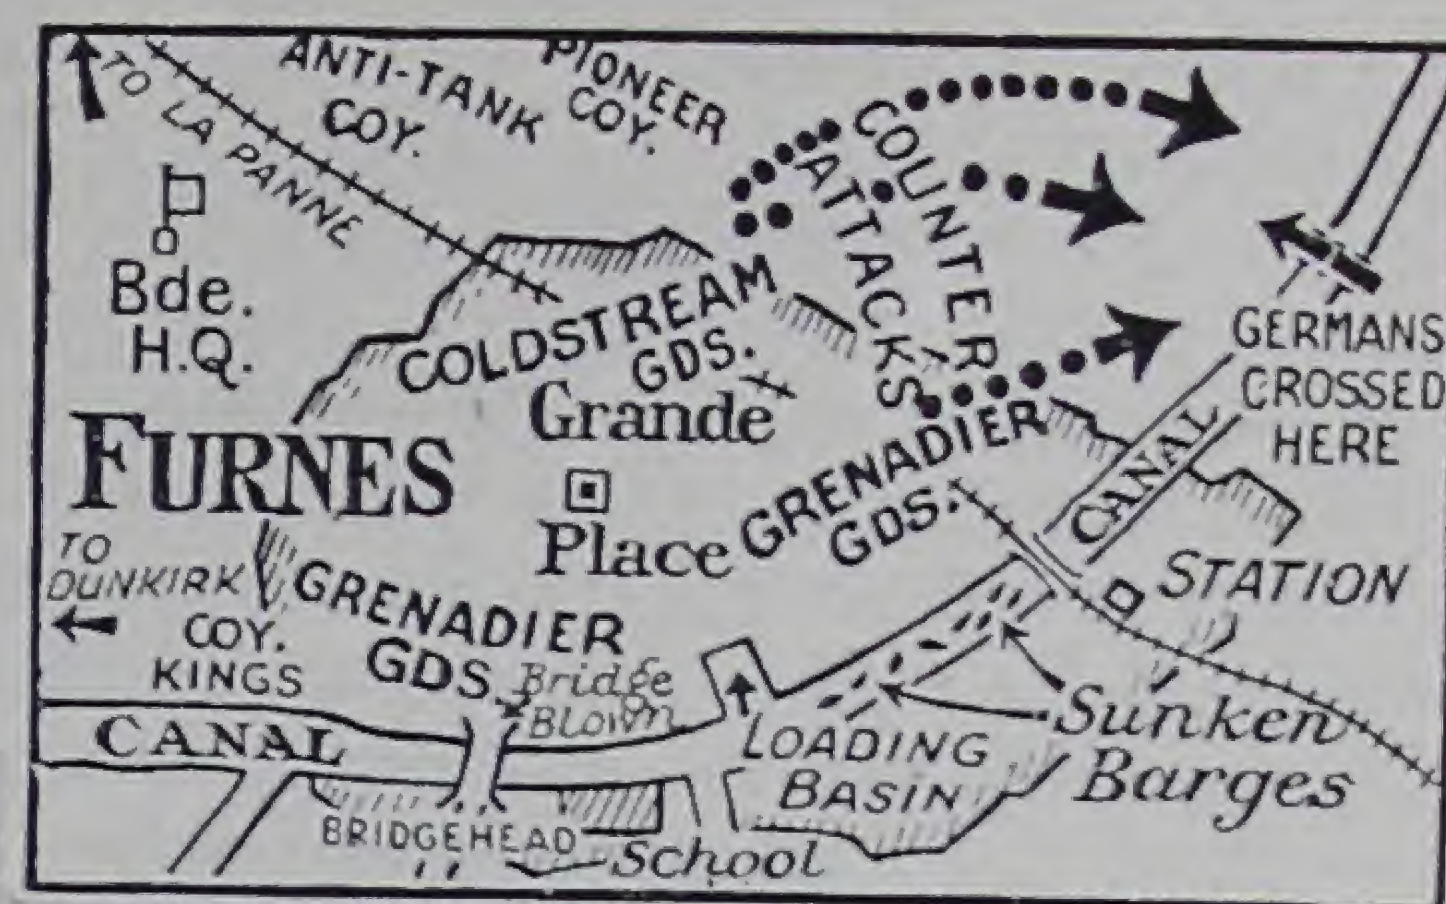 TO LA PANNE
ANTI-TANK
COY.
PIONEER
COY.
COUNTER
ATTACKS
Bde.
H.Q.
COLDSTREAM
GDS.
GERMANS
CROSSED
HERE
CANAL
FURNES
Grande
Place
GRENADIER
GDS.
STATION
TO
DUNKIRK
COY.
KINGS
GRENADIER
GDS.
Bridge
BLOWN
CANAL
LOADING
BASIN
Sunken
Barges
BRIDGEHEAD
School